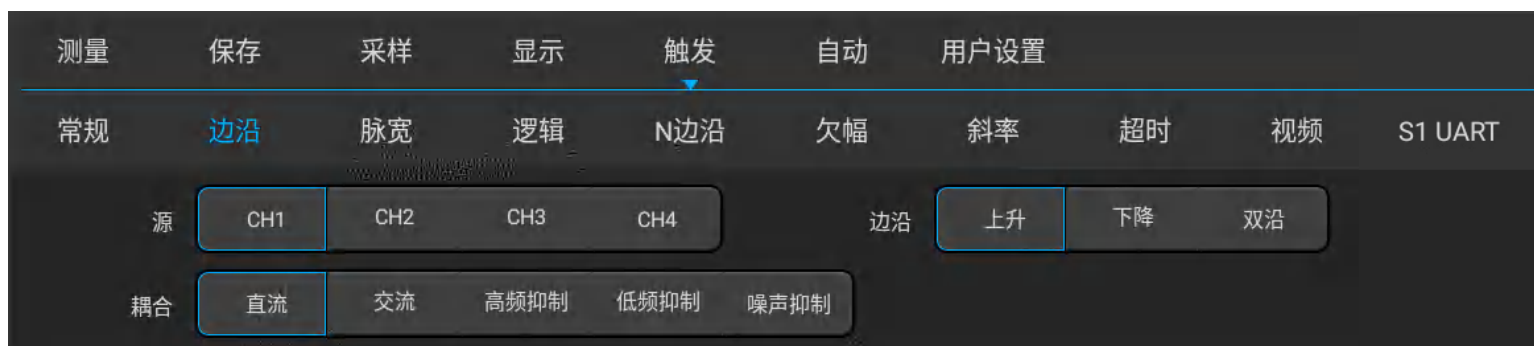 测量 保存 采样 显示 触发 自动 用户设置
常规 边沿 脉宽 逻辑 N边沿 欠幅 斜率 超时 视频 S1 UART
源 CH1 CH2 CH3 CH4 边沿 上升 下降 双沿
耦合 直流 交流 高频抑制 低频抑制 噪声抑制